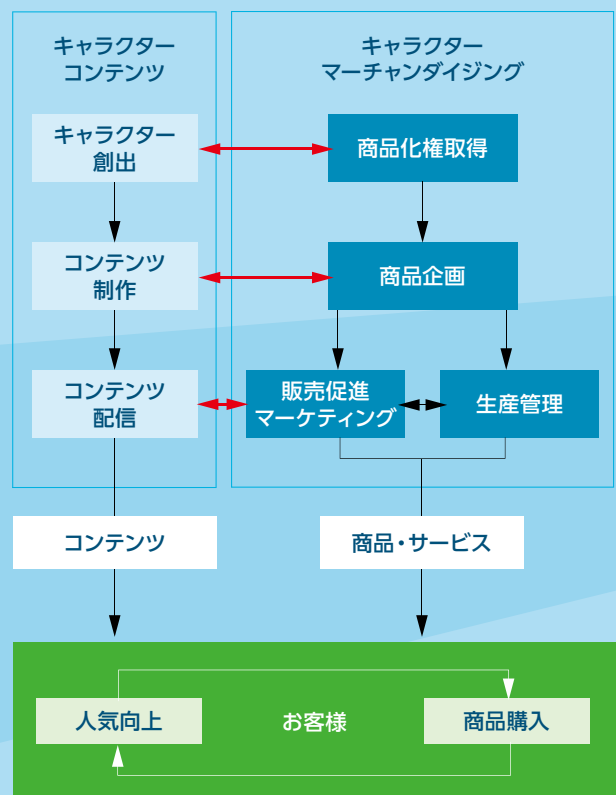 キャラクター
コンテンツ
キャラクター
マーチャンダイジング
キャラクター
創出
商品化権取得
コンテンツ
制作
商品企画
コンテンツ
配信
販売促進
マーケティング
生産管理
コンテンツ
商品・サービス
人気向上
お客様
商品購入